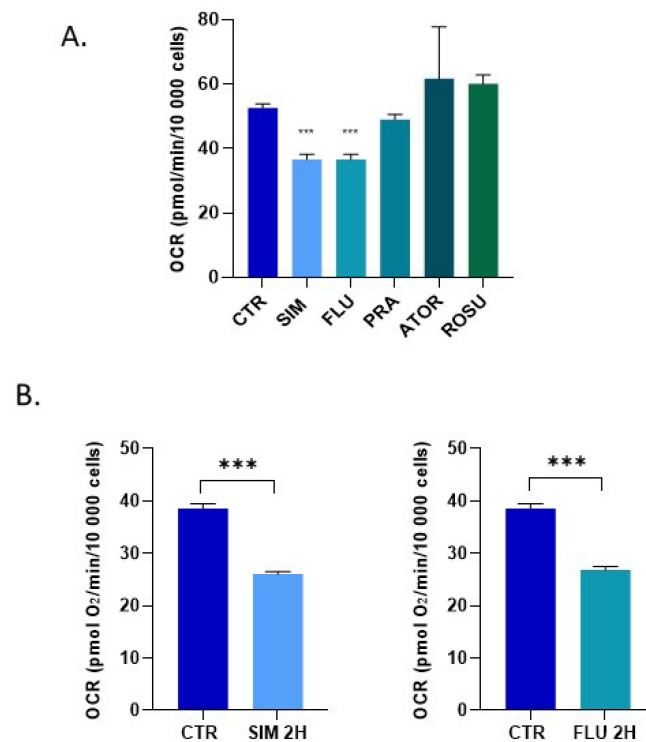 A.
OCR (pmol/min/10 000 cells)
80
60
40
20
0
*** ***
CTR SIM FLU PRA ATOR ROSU
B.
OCR (pmol O₂/min/10 000 cells)
50
40
30
20
10
0
***
CTR SIM 2H
OCR (pmol O₂/min/10 000 cells)
50
40
30
20
10
0
***
CTR FLU 2H